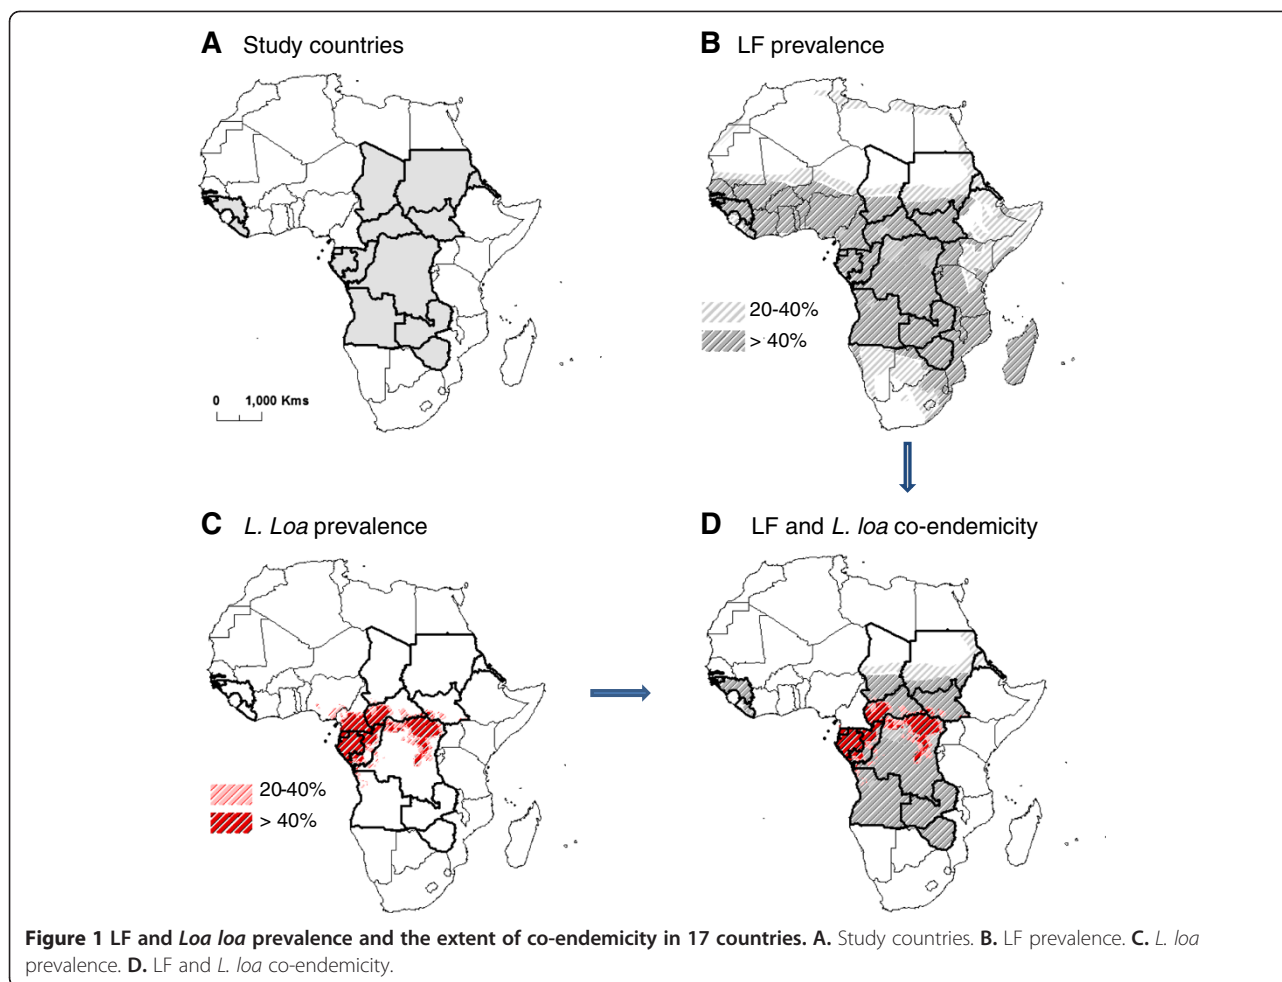 A Study countries
B LF prevalence
0 1,000 Kms
20-40%
> 40%
C L. Loa prevalence
D LF and L. loa co-endemicity
20-40%
> 40%
Figure 1 LF and Loa loa prevalence and the extent of co-endemicity in 17 countries. A. Study countries. B. LF prevalence. C. L. loa
prevalence. D. LF and L. loa co-endemicity.